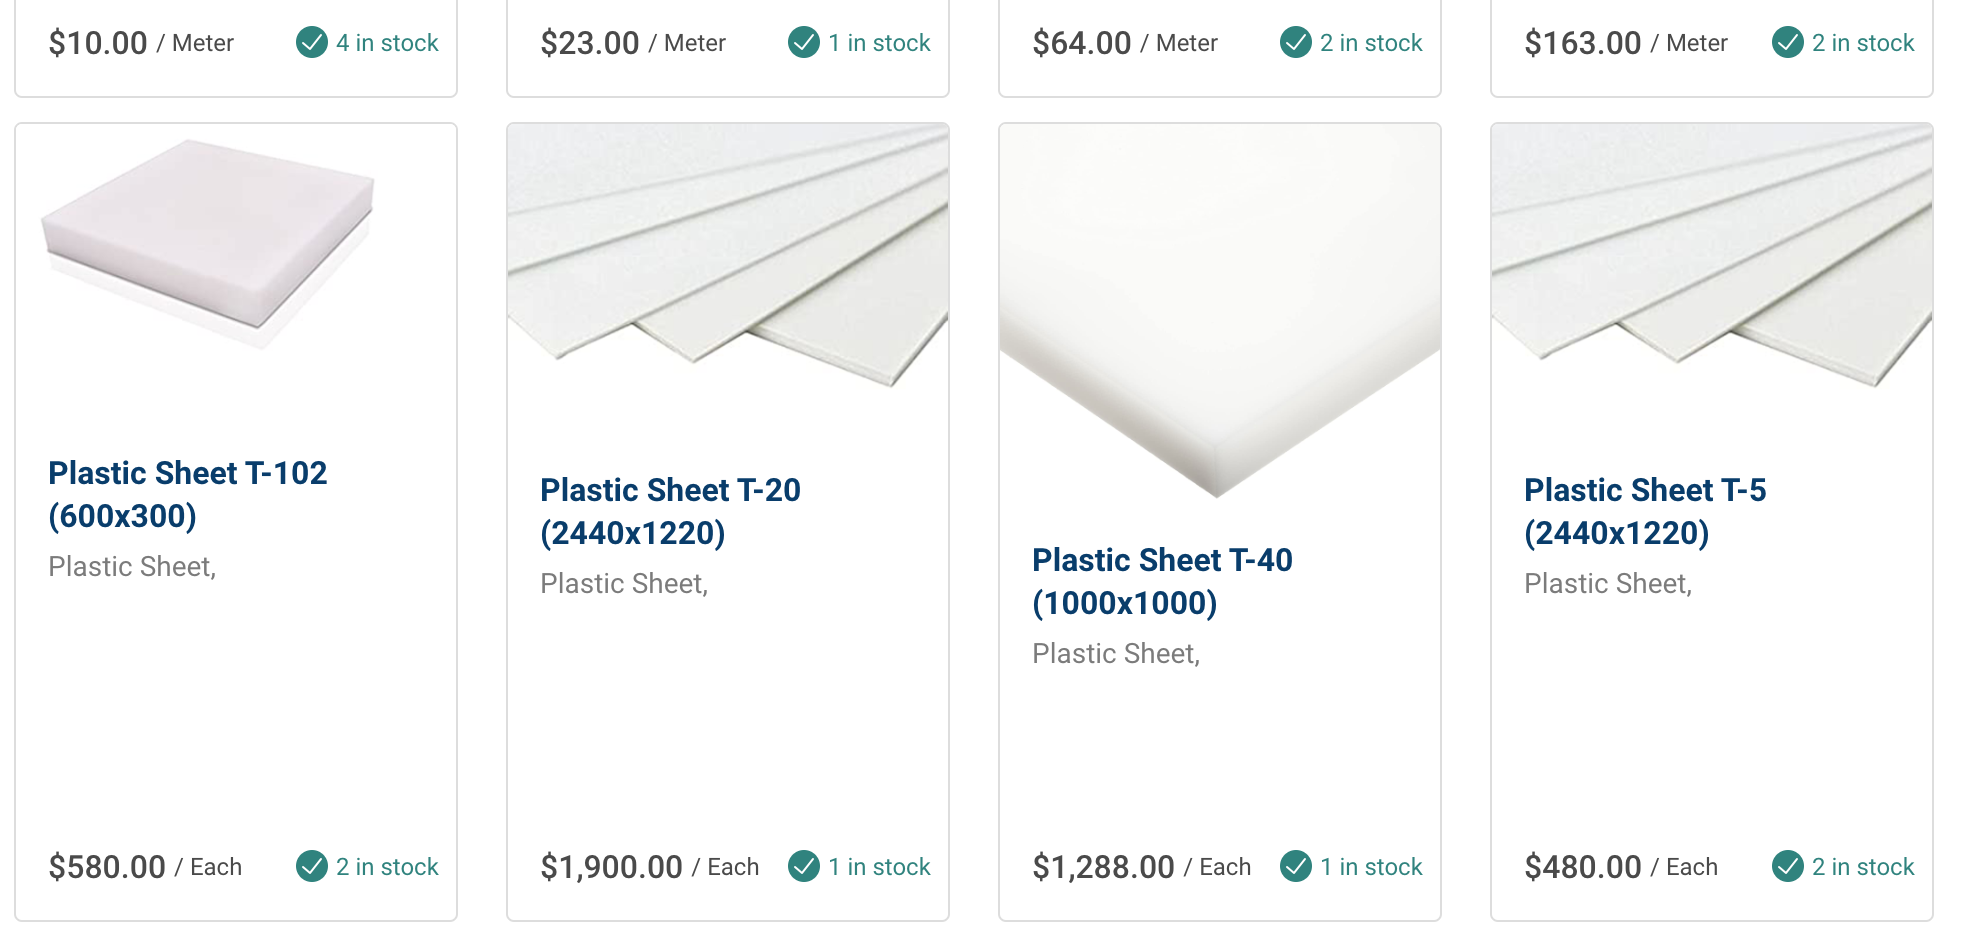 $10.00 / Meter
4 in stock
$23.00 / Meter
1 in stock
$64.00 / Meter
2 in stock
$163.00 / Meter
2 in stock
Plastic Sheet T-102
(600x300)
Plastic Sheet,
$580.00 / Each
2 in stock
Plastic Sheet T-20
(2440x1220)
Plastic Sheet,
$1,900.00 / Each
1 in stock
Plastic Sheet T-40
(1000x1000)
Plastic Sheet,
$1,288.00 / Each
1 in stock
Plastic Sheet T-5
(2440x1220)
Plastic Sheet,
$480.00 / Each
2 in stock